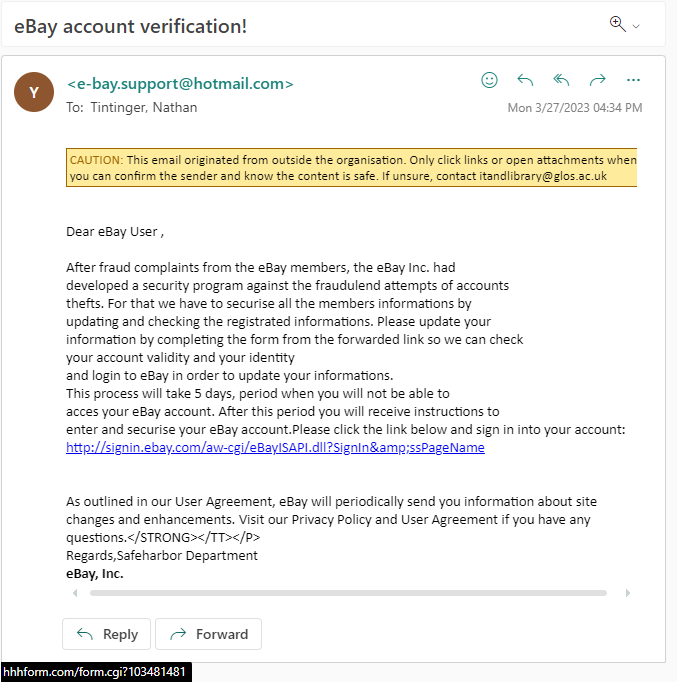 eBay account verification!
Y
<e-bay.support@hotmail.com>
To: Tintinger, Nathan
Mon 3/27/2023 04:34 PM
CAUTION: This email originated from outside the organisation. Only click links or open attachments when
you can confirm the sender and know the content is safe. If unsure, contact itandlibrary@glos.ac.uk
Dear eBay User ,
After fraud complaints from the eBay members, the eBay Inc. had
developed a security program against the fraudulend attempts of accounts
thefts. For that we have to securise all the members informations by
updating and checking the registrated informations. Please update your
information by completing the form from the forwarded link so we can check
your account validity and your identity
and login to eBay in order to update your informations.
This process will take 5 days, period when you will not be able to
acces your eBay account. After this period you will receive instructions to
enter and securise your eBay account.Please click the link below and sign in into your account:
http://signin.ebay.com/aw-cgi/eBayISAPI.dll?SignIn&amp;ssPageName
As outlined in our User Agreement, eBay will periodically send you information about site
changes and enhancements. Visit our Privacy Policy and User Agreement if you have any
questions.</STRONG></TT></P>
Regards,Safeharbor Department
eBay, Inc.
Reply
Forward
hhhform.com/form.cgi?103481481